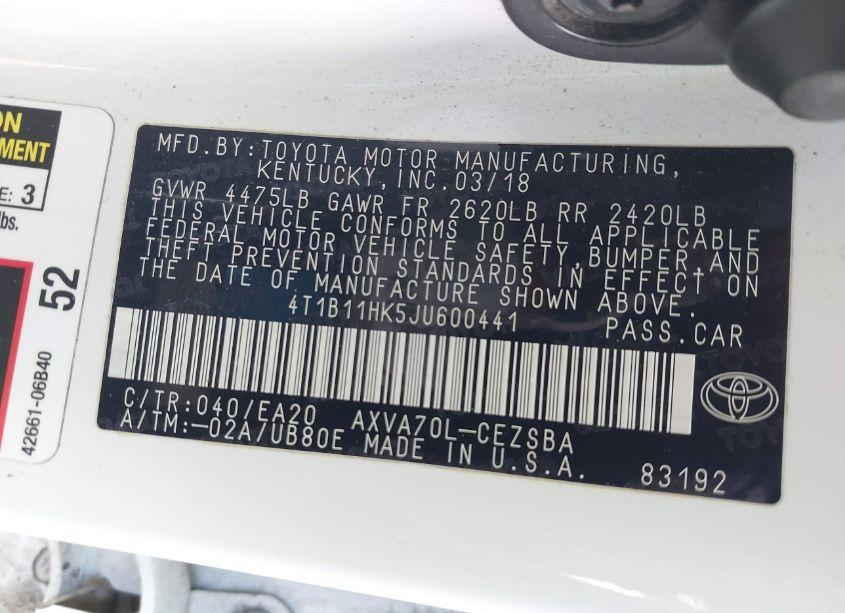 ON
MENT
E: 3
lbs.
52
42661-06B40
MFD.BY:TOYOTA MOTOR MANUFACTURING,
KENTUCKY,INC.03/18
GVWR 4475LB GAWR FR 2620LB RR 2420LB
THIS VEHICLE CONFORMS TO ALL APPLICABLE
FEDERAL MOTOR VEHICLE SAFETY,BUMPER,AND
THEFT PREVENTION STANDARDS IN EFFECT ON
THE DATE OF MANUFACTURE SHOWN ABOVE.
4T1B11HK5JU600441
PASS.CAR
C/TR:040/EA20 AXVA70L-CEZSBA
A/TM:-02A/UB80E MADE IN U.S.A.
83192